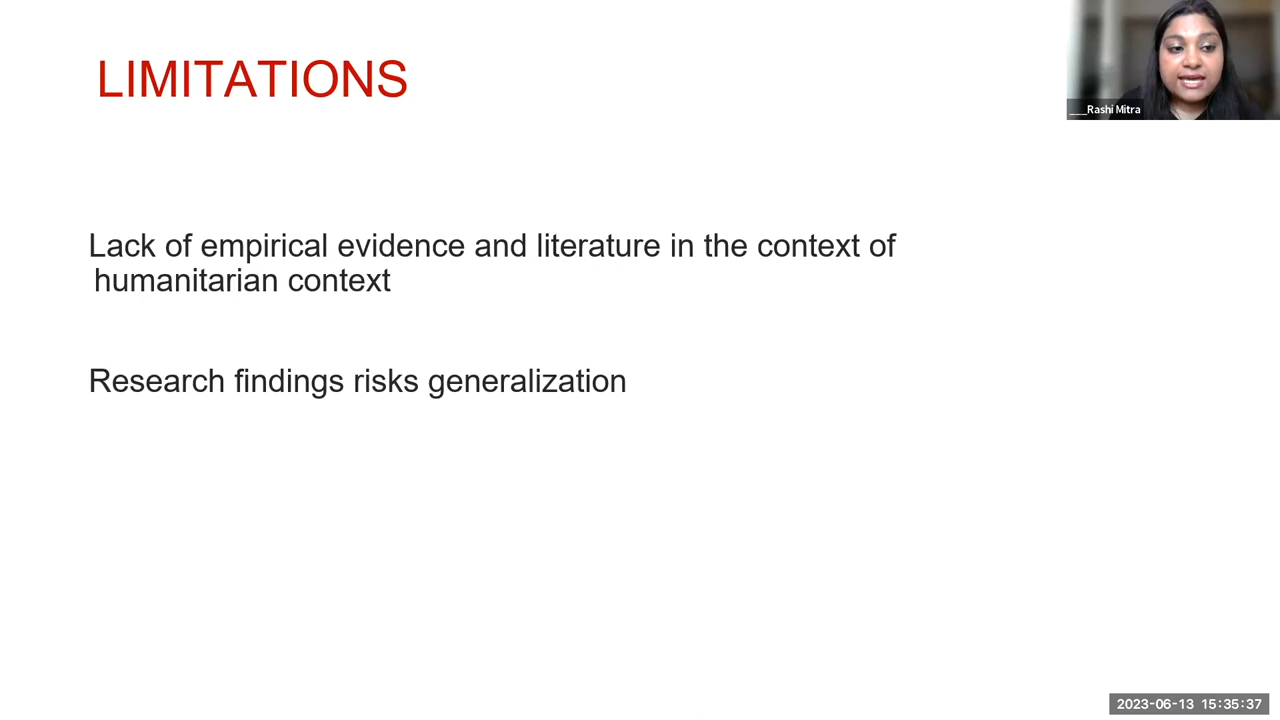 LIMITATIONS
___Rashi Mitra
Lack of empirical evidence and literature in the context of
humanitarian context
Research findings risks generalization
2023-06-13 15:35:37